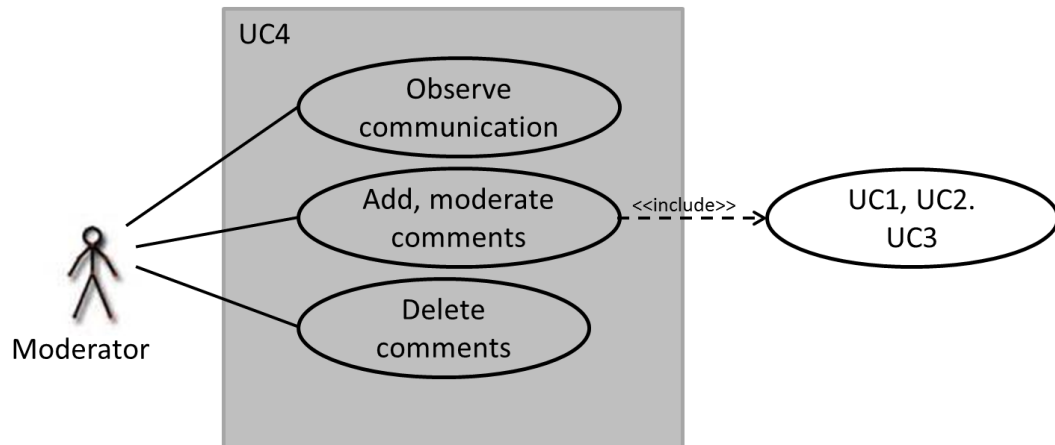 UC4
Observe
communication
Add, moderate
comments
<<include>>
UC1, UC2.
UC3
Delete
comments
Moderator